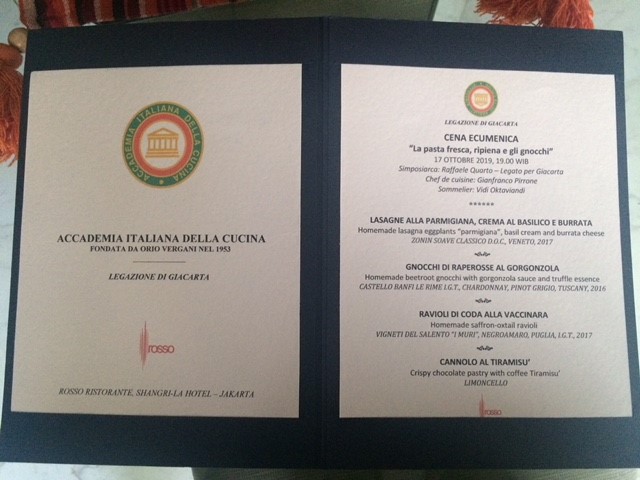 ACCADEMIA ITALIANA DELLA CUCINA
ACCADEMIA ITALIANA DELLA CUCINA
FONDATA DA ORIO VERGANI NEL 1953
LEGAZIONE DI GIACARTA
rosso
ROSSO RISTORANTE, SHANGRI-LA HOTEL – JAKARTA
LEGAZIONE DI GIACARTA
CENA ECUMENICA
"La pasta fresca, ripiena e gli gnocchi"
17 OTTOBRE 2019, 19.00 WIB
Simposiarca: Raffaele Quarto – Legato per Giacarta
Chef de cuisine: Gianfranco Pirrone
Sommelier: Vidi Oktaviandi
******
LASAGNE ALLA PARMIGIANA, CREMA AL BASILICO E BURRATA
Homemade lasagna eggplants "parmigiana", basil cream and burrata cheese
ZONIN SOAVE CLASSICO D.O.C., VENETO, 2017
GNOCCHI DI RAPEROSSE AL GORGONZOLA
Homemade beetroot gnocchi with gorgonzola sauce and truffle essence
CASTELLO BANFI LE RIME I.G.T., CHARDONNAY, PINOT GRIGIO, TUSCANY, 2016
RAVIOLI DI CODA ALLA VACCINARA
Homemade saffron-oxtail ravioli
VIGNETI DEL SALENTO "I MURI", NEGROAMARO, PUGLIA, I.G.T., 2017
CANNOLO AL TIRAMISU'
Crispy chocolate pastry with coffee Tiramisu'
LIMONCELLO
rosso